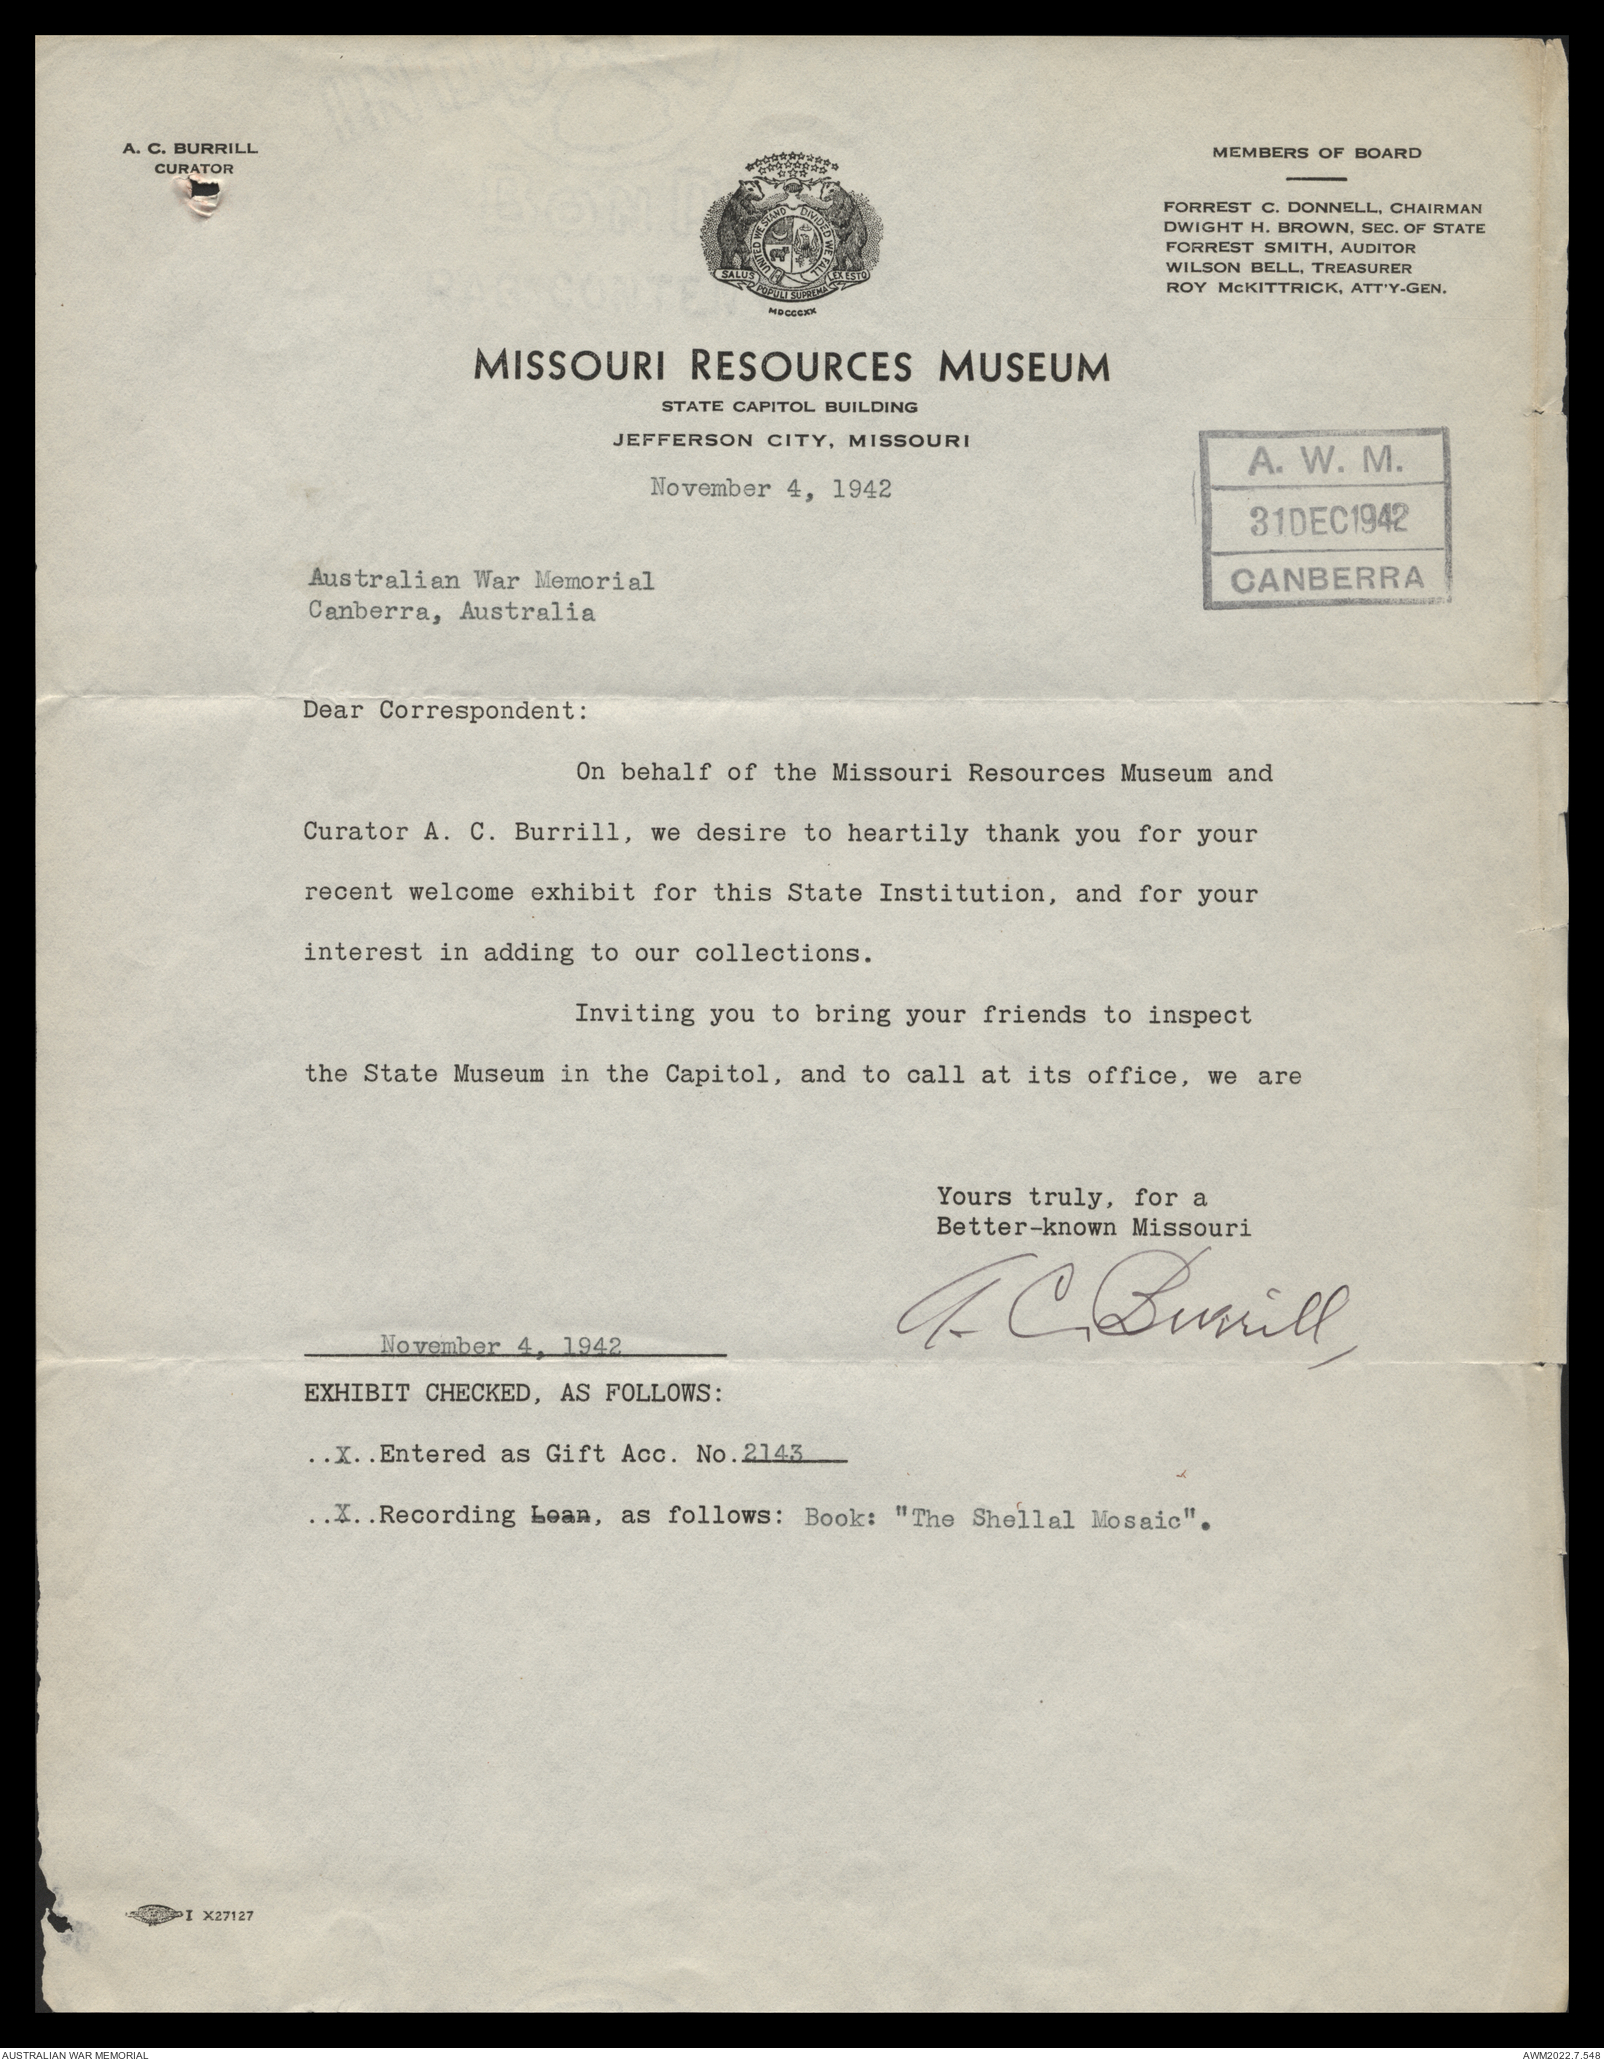 A. C. BURRILL
CURATOR
MEMBERS OF BOARD
FORREST C. DONNELL, CHAIRMAN
DWIGHT H. BROWN, SEC. OF STATE
FORREST SMITH, AUDITOR
WILSON BELL, TREASURER
ROY McKITTRICK, ATT'Y-GEN.
UNITED WE STAND DIVIDED WE FALL
SALUS POPULI SUPREMA LEX ESTO
MDCCCXX
MISSOURI RESOURCES MUSEUM
STATE CAPITOL BUILDING
JEFFERSON CITY, MISSOURI
November 4, 1942
A. W. M.
31DEC1942
CANBERRA
Australian War Memorial
Canberra, Australia
Dear Correspondent:
On behalf of the Missouri Resources Museum and
Curator A. C. Burrill, we desire to heartily thank you for your
recent welcome exhibit for this State Institution, and for your
interest in adding to our collections.
Inviting you to bring your friends to inspect
the State Museum in the Capitol, and to call at its office, we are
Yours truly, for a
Better-known Missouri
A. C. Burrill
November 4, 1942
EXHIBIT CHECKED, AS FOLLOWS:
..X..Entered as Gift Acc. No.2143
..X..Recording Loan, as follows: Book: "The Shellal Mosaic".
I X27127
AUSTRALIAN WAR MEMORIAL
AWM2022.7.548